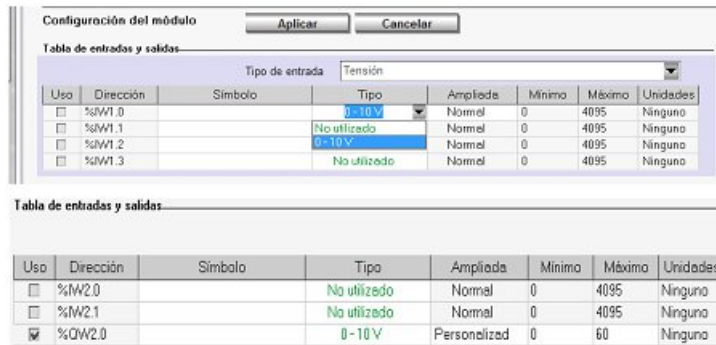 Configuración del módulo Aplicar Cancelar
Tabla de entradas y salidas
Tipo de entrada Tensión
Uso Dirección Símbolo Tipo Ampliada Mínimo Máximo Unidades
%IW1.0 0-10 V Normal 0 4095 Ninguno
%IW1.1 No utilizado Normal 0 4095 Ninguno
%IW1.2 0-10 V Normal 0 4095 Ninguno
%IW1.3 No utilizado Normal 0 4095 Ninguno
Tabla de entradas y salidas
Uso Dirección Símbolo Tipo Ampliada Mínimo Máximo Unidades
%IW2.0 No utilizado Normal 0 4095 Ninguno
%IW2.1 No utilizado Normal 0 4095 Ninguno
%QW2.0 0-10 V Personalizad 0 60 Ninguno